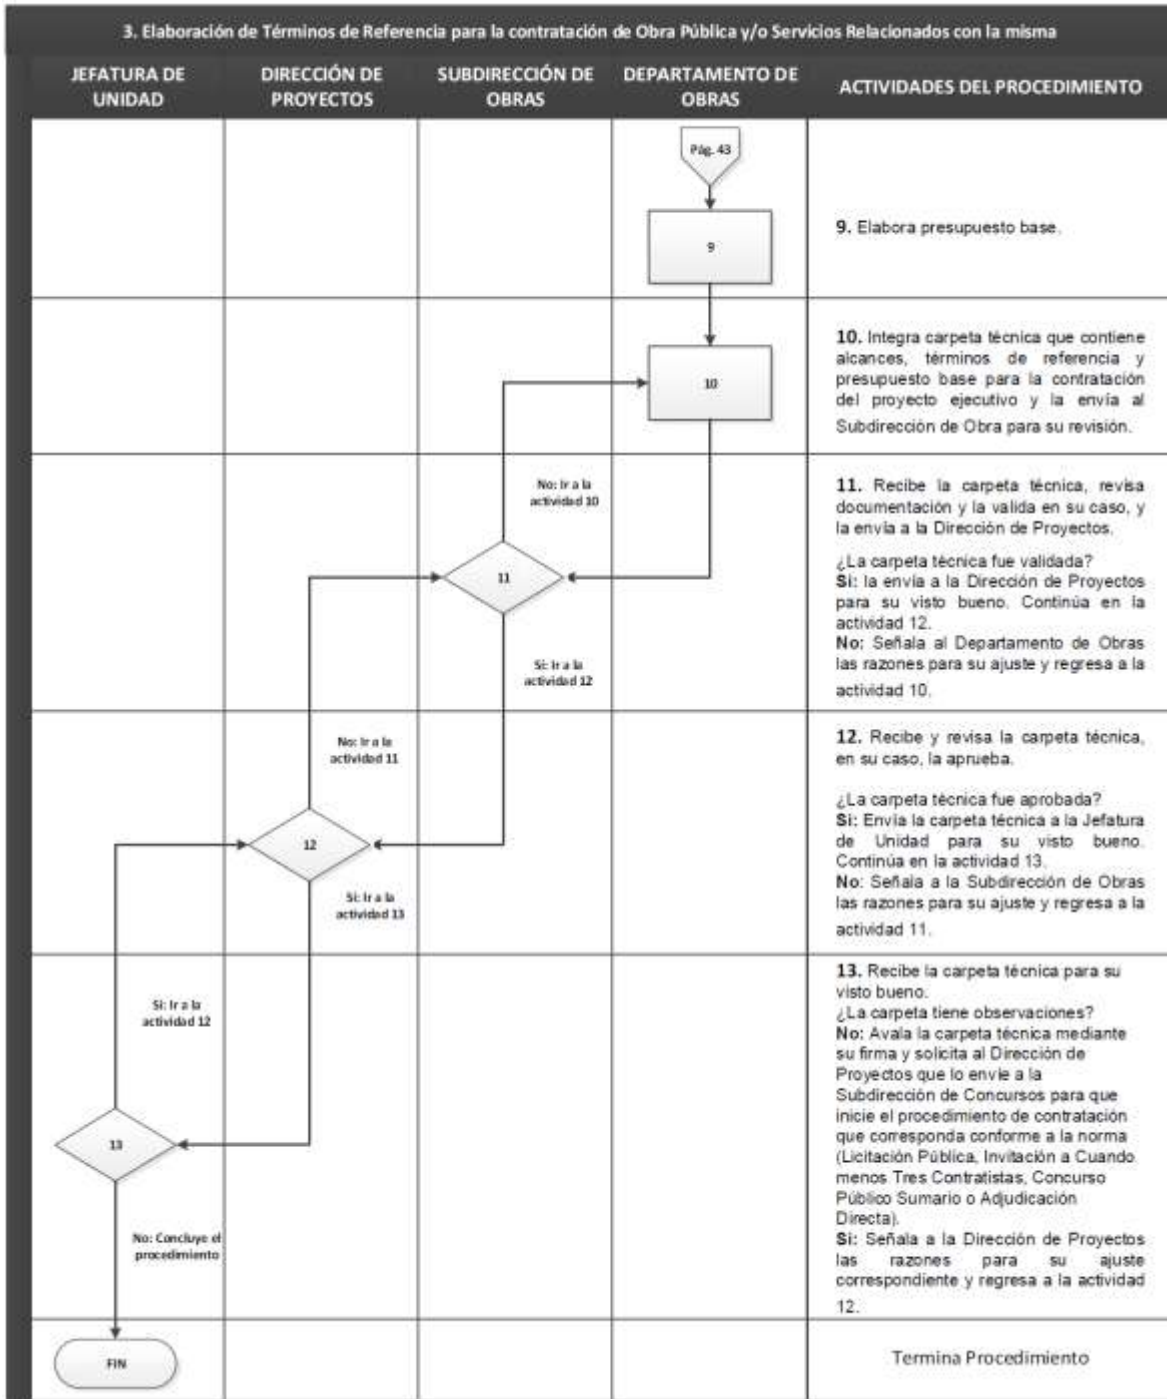 3. Elaboración de Términos de Referencia para la contratación de Obra Pública y/o Servicios Relacionados con la misma
JEFATURA DE
UNIDAD
DIRECCIÓN DE
PROYECTOS
SUBDIRECCIÓN DE
OBRAS
DEPARTAMENTO DE
OBRAS
ACTIVIDADES DEL PROCEDIMIENTO
Pág. 43
9
9. Elabora presupuesto base.
10
10. Integra carpeta técnica que contiene
alcances, términos de referencia y
presupuesto base para la contratación
del proyecto ejecutivo y la envía al
Subdirección de Obra para su revisión.
No: Ir a la
actividad 10
11
Si: Ir a la
actividad 12
11. Recibe la carpeta técnica, revisa
documentación y la valida en su caso, y
la envía a la Dirección de Proyectos.
¿La carpeta técnica fue validada?
Si: la envía a la Dirección de Proyectos
para su visto bueno. Continúa en la
actividad 12.
No: Señala al Departamento de Obras
las razones para su ajuste y regresa a la
actividad 10.
No: Ir a la
actividad 11
12
Si: Ir a la
actividad 13
12. Recibe y revisa la carpeta técnica,
en su caso, la aprueba.
¿La carpeta técnica fue aprobada?
Si: Envía la carpeta técnica a la Jefatura
de Unidad para su visto bueno.
Continúa en la actividad 13.
No: Señala a la Subdirección de Obras
las razones para su ajuste y regresa a la
actividad 11.
Si: Ir a la
actividad 12
13
No: Concluye el
procedimiento
13. Recibe la carpeta técnica para su
visto bueno.
¿La carpeta tiene observaciones?
No: Avala la carpeta técnica mediante
su firma y solicita al Dirección de
Proyectos que lo envíe a la
Subdirección de Concursos para que
inicie el procedimiento de contratación
que corresponda conforme a la norma
(Licitación Pública, Invitación a Cuando
menos Tres Contratistas, Concurso
Público Sumario o Adjudicación
Directa).
Si: Señala a la Dirección de Proyectos
las razones para su ajuste
correspondiente y regresa a la actividad
12.
FIN
Termina Procedimiento